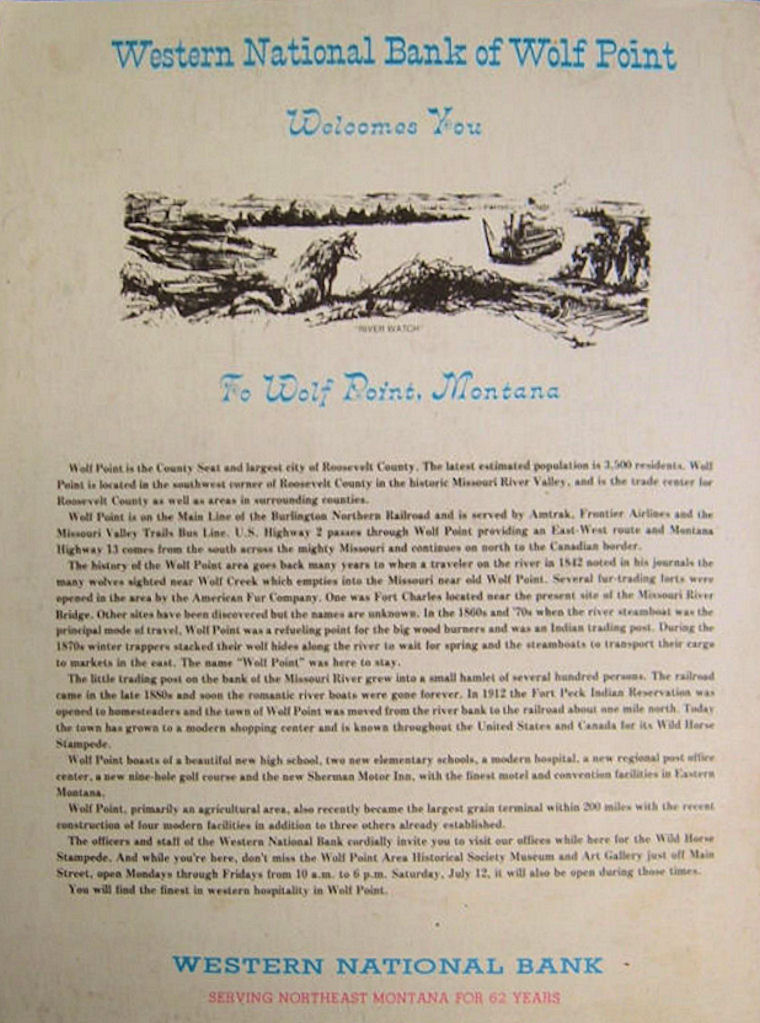 Western National Bank of Wolf Point
Welcomes You
"RIVER WATCH"
To Wolf Point, Montana
Wolf Point is the County Seat and largest city of Roosevelt County. The latest estimated population is 3,500 residents. Wolf
Point is located in the southwest corner of Roosevelt County in the historic Missouri River Valley, and is the trade center for
Roosevelt County as well as areas in surrounding counties.
Wolf Point is on the Main Line of the Burlington Northern Railroad and is served by Amtrak, Frontier Airlines and the
Missouri Valley Trails Bus Line. U.S. Highway 2 passes through Wolf Point providing an East-West route and Montana
Highway 13 comes from the south across the mighty Missouri and continues on north to the Canadian border.
The history of the Wolf Point area goes back many years to when a traveler on the river in 1842 noted in his journals the
many wolves sighted near Wolf Creek which empties into the Missouri near old Wolf Point. Several fur-trading forts were
opened in the area by the American Fur Company. One was Fort Charles located near the present site of the Missouri River
Bridge. Other sites have been discovered but the names are unknown. In the 1860s and '70s when the river steamboat was the
principal mode of travel, Wolf Point was a refueling point for the big wood burners and was an Indian trading post. During the
1870s winter trappers stacked their wolf hides along the river to wait for spring and the steamboats to transport their cargo
to markets in the east. The name "Wolf Point" was here to stay.
The little trading post on the bank of the Missouri River grew into a small hamlet of several hundred persons. The railroad
came in the late 1880s and soon the romantic river boats were gone forever. In 1912 the Fort Peck Indian Reservation was
opened to homesteaders and the town of Wolf Point was moved from the river bank to the railroad about one mile north. Today
the town has grown to a modern shopping center and is known throughout the United States and Canada for its Wild Horse
Stampede.
Wolf Point boasts of a beautiful new high school, two new elementary schools, a modern hospital, a new regional post office
center, a new nine-hole golf course and the new Sherman Motor Inn, with the finest motel and convention facilities in Eastern
Montana.
Wolf Point, primarily an agricultural area, also recently became the largest grain terminal within 200 miles with the recent
construction of four modern facilities in addition to three others already established.
The officers and staff of the Western National Bank cordially invite you to visit our offices while here for the Wild Horse
Stampede. And while you're here, don't miss the Wolf Point Area Historical Society Museum and Art Gallery just off Main
Street, open Mondays through Fridays from 10 a.m. to 6 p.m. Saturday, July 12, it will also be open during those times.
You will find the finest in western hospitality in Wolf Point.
WESTERN NATIONAL BANK
SERVING NORTHEAST MONTANA FOR 62 YEARS